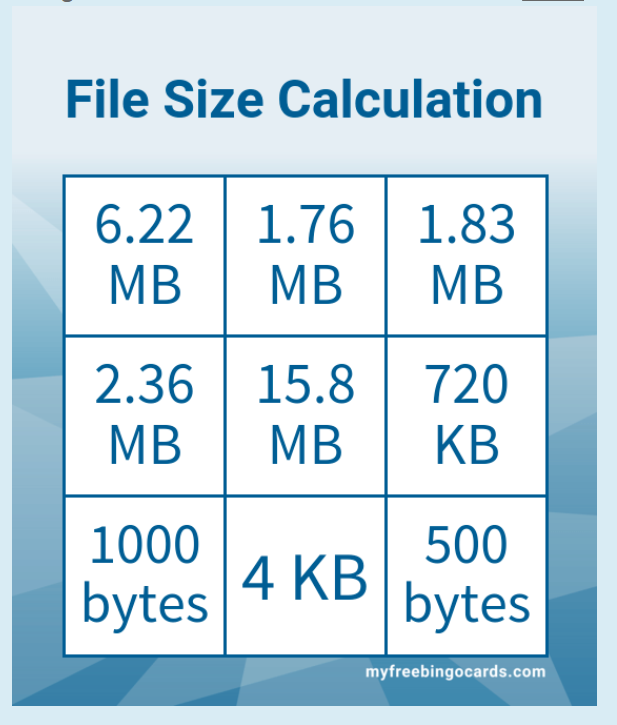 File Size Calculation
6.22 MB
1.76 MB
1.83 MB
2.36 MB
15.8 MB
720 KB
1000 bytes
4 KB
500 bytes
myfreebingocards.com